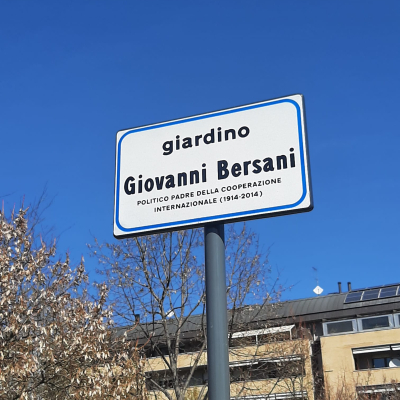 giardino
Giovanni Bersani
POLITICO PADRE DELLA COOPERAZIONE
INTERNAZIONALE (1914-2014)